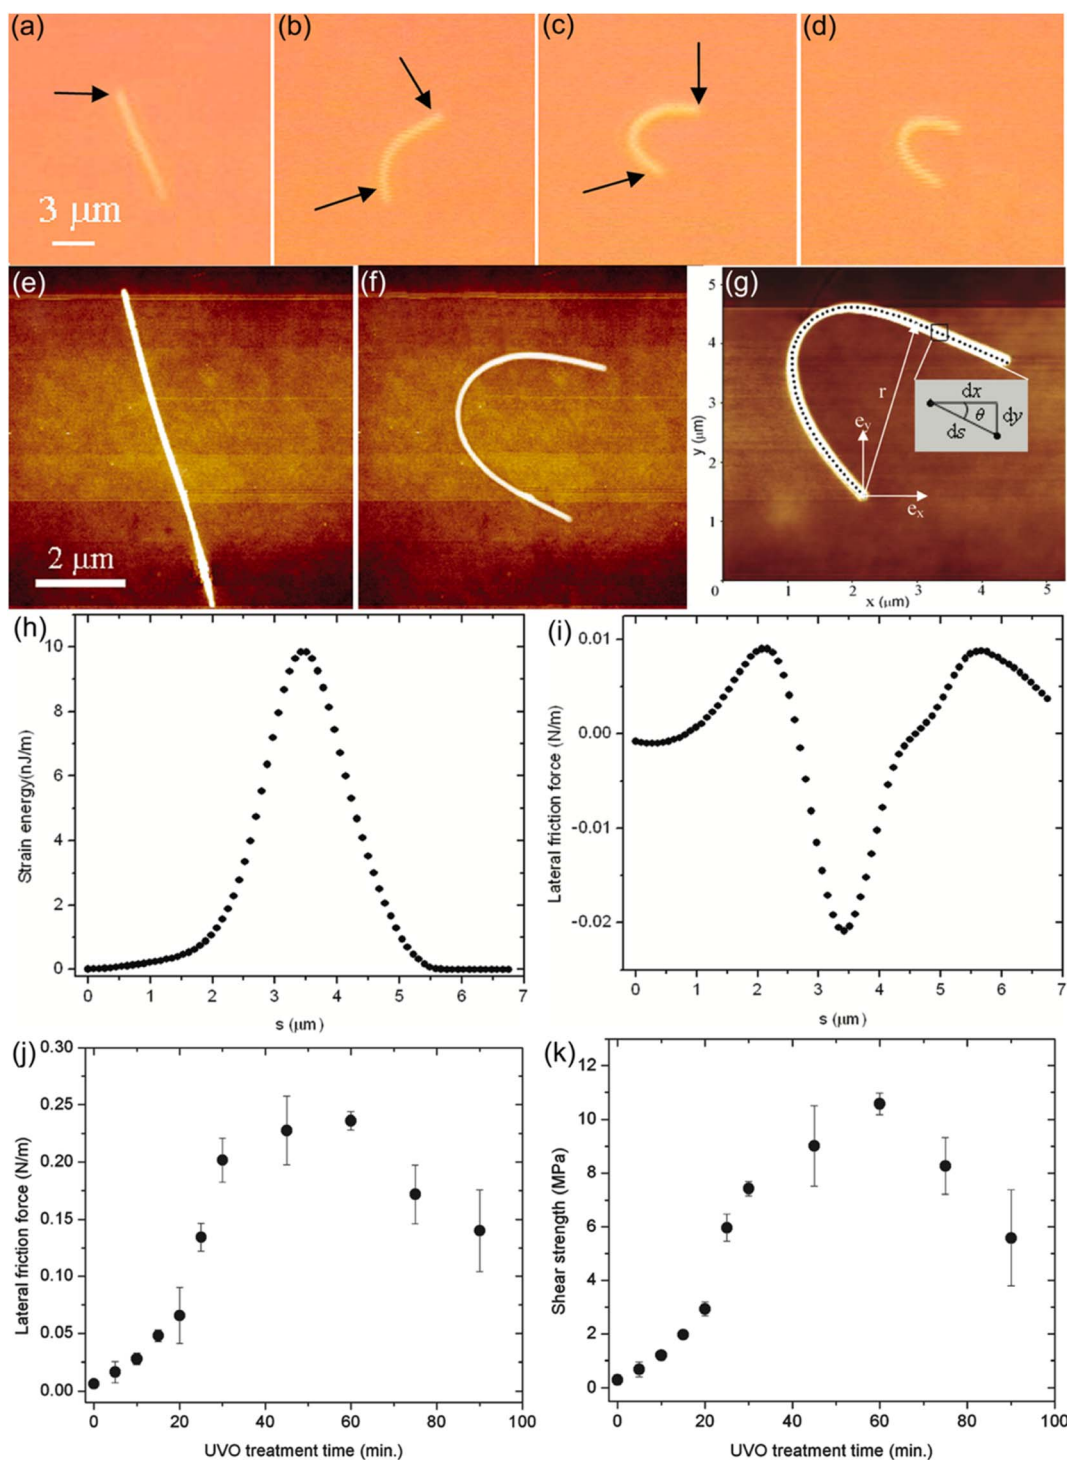 (a)
(b)
(c)
(d)
3 μm
(e)
(f)
(g)
2 μm
5
4
3
2
1
0
y (μm)
1
2
3
4
5
x (μm)
r
e_y
e_x
dx
θ
dy
ds
(h)
10
8
6
4
2
0
Strain energy(nJ/m)
0 1 2 3 4 5 6 7
s (μm)
(i)
0.01
0.00
-0.01
-0.02
Lateral friction force (N/m)
0 1 2 3 4 5 6 7
s (μm)
(j)
0.30
0.25
0.20
0.15
0.10
0.05
0.00
Lateral friction force (N/m)
0 20 40 60 80 100
UVO treatment time (min.)
(k)
12
10
8
6
4
2
0
Shear strength (MPa)
0 20 40 60 80 100
UVO treatment time (min.)